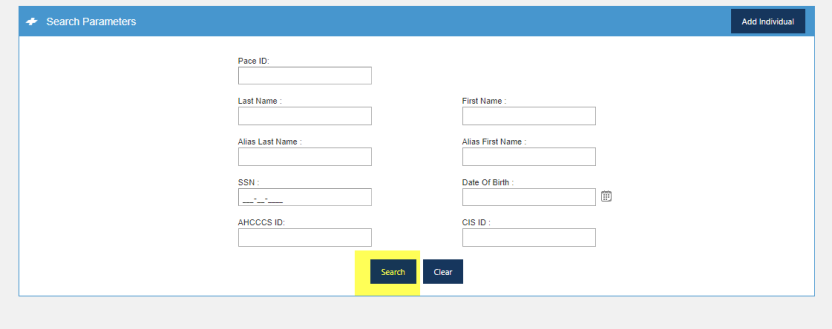 Search Parameters
Add Individual
Pace ID:
Last Name :
First Name :
Alias Last Name :
Alias First Name :
SSN :
Date Of Birth :
__-_-___
AHCCCS ID:
CIS ID :
Search
Clear